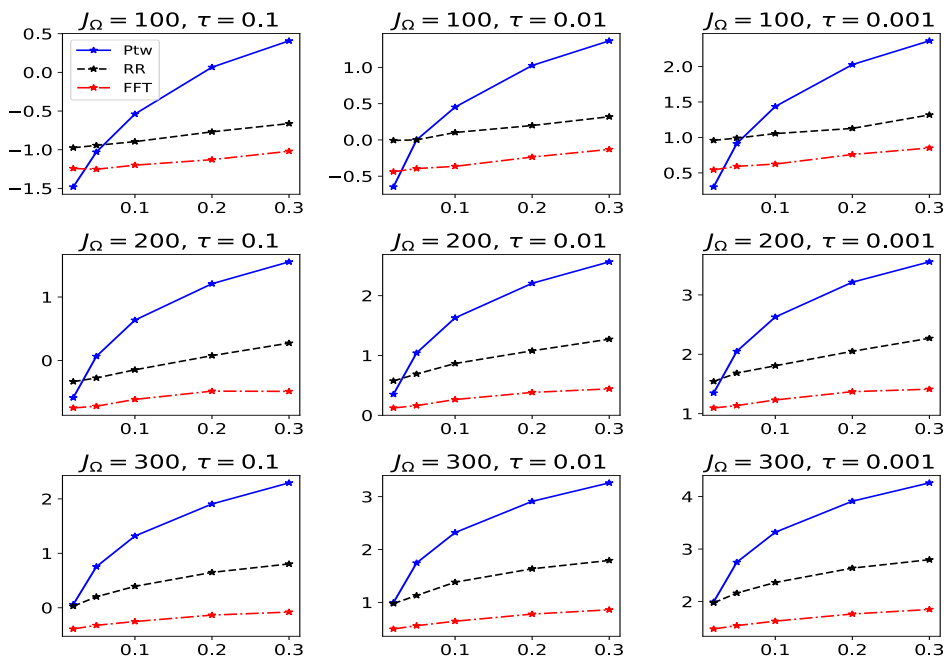 J_Ω = 100, τ = 0.1
0.5
0.0
−0.5
−1.0
−1.5
Ptw
RR
FFT
0.1 0.2 0.3
J_Ω = 100, τ = 0.01
1.0
0.5
0.0
−0.5
0.1 0.2 0.3
J_Ω = 100, τ = 0.001
2.0
1.5
1.0
0.5
0.1 0.2 0.3
J_Ω = 200, τ = 0.1
1
0
0.1 0.2 0.3
J_Ω = 200, τ = 0.01
2
1
0
0.1 0.2 0.3
J_Ω = 200, τ = 0.001
3
2
1
0.1 0.2 0.3
J_Ω = 300, τ = 0.1
2
1
0
0.1 0.2 0.3
J_Ω = 300, τ = 0.01
3
2
1
0.1 0.2 0.3
J_Ω = 300, τ = 0.001
4
3
2
0.1 0.2 0.3